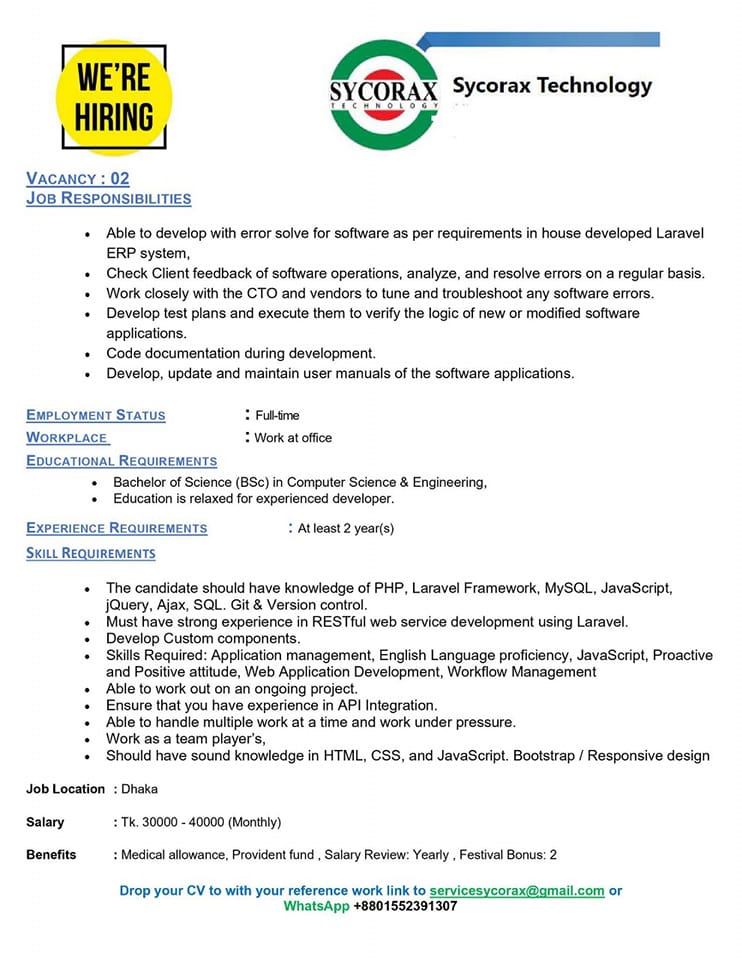 WE'RE
HIRING
SYCORAX
TECHNOLOGY
Sycorax Technology
VACANCY : 02
JOB RESPONSIBILITIES
• Able to develop with error solve for software as per requirements in house developed Laravel
ERP system,
• Check Client feedback of software operations, analyze, and resolve errors on a regular basis.
• Work closely with the CTO and vendors to tune and troubleshoot any software errors.
• Develop test plans and execute them to verify the logic of new or modified software
applications.
• Code documentation during development.
• Develop, update and maintain user manuals of the software applications.
EMPLOYMENT STATUS : Full-time
WORKPLACE : Work at office
EDUCATIONAL REQUIREMENTS
• Bachelor of Science (BSc) in Computer Science & Engineering,
• Education is relaxed for experienced developer.
EXPERIENCE REQUIREMENTS : At least 2 year(s)
SKILL REQUIREMENTS
• The candidate should have knowledge of PHP, Laravel Framework, MySQL, JavaScript,
jQuery, Ajax, SQL. Git & Version control.
• Must have strong experience in RESTful web service development using Laravel.
• Develop Custom components.
• Skills Required: Application management, English Language proficiency, JavaScript, Proactive
and Positive attitude, Web Application Development, Workflow Management
• Able to work out on an ongoing project.
• Ensure that you have experience in API Integration.
• Able to handle multiple work at a time and work under pressure.
• Work as a team player's,
• Should have sound knowledge in HTML, CSS, and JavaScript. Bootstrap / Responsive design
Job Location : Dhaka
Salary : Tk. 30000 - 40000 (Monthly)
Benefits : Medical allowance, Provident fund , Salary Review: Yearly , Festival Bonus: 2
Drop your CV to with your reference work link to servicesycorax@gmail.com or
WhatsApp +8801552391307